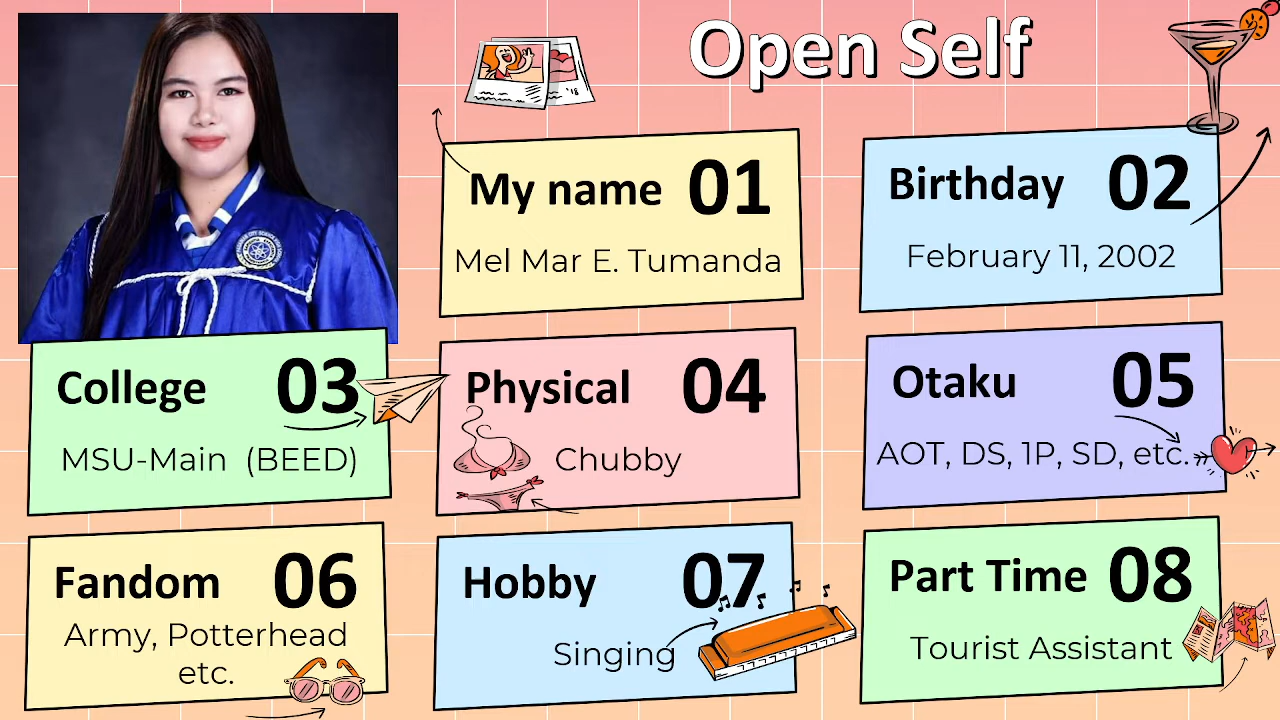 Open Self
'18
My name 01
Mel Mar E. Tumanda
Birthday 02
February 11, 2002
College 03
MSU-Main (BEED)
Physical 04
Chubby
Otaku 05
AOT, DS, 1P, SD, etc.
Fandom 06
Army, Potterhead
etc.
Hobby 07
Singing
Part Time 08
Tourist Assistant